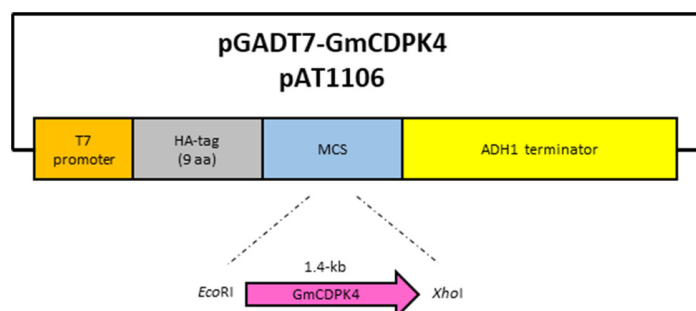 pGADT7-GmCDPK4
pAT1106
T7
promoter
HA-tag
(9 aa)
MCS
ADH1 terminator
1.4-kb
EcoRI
GmCDPK4
XhoI